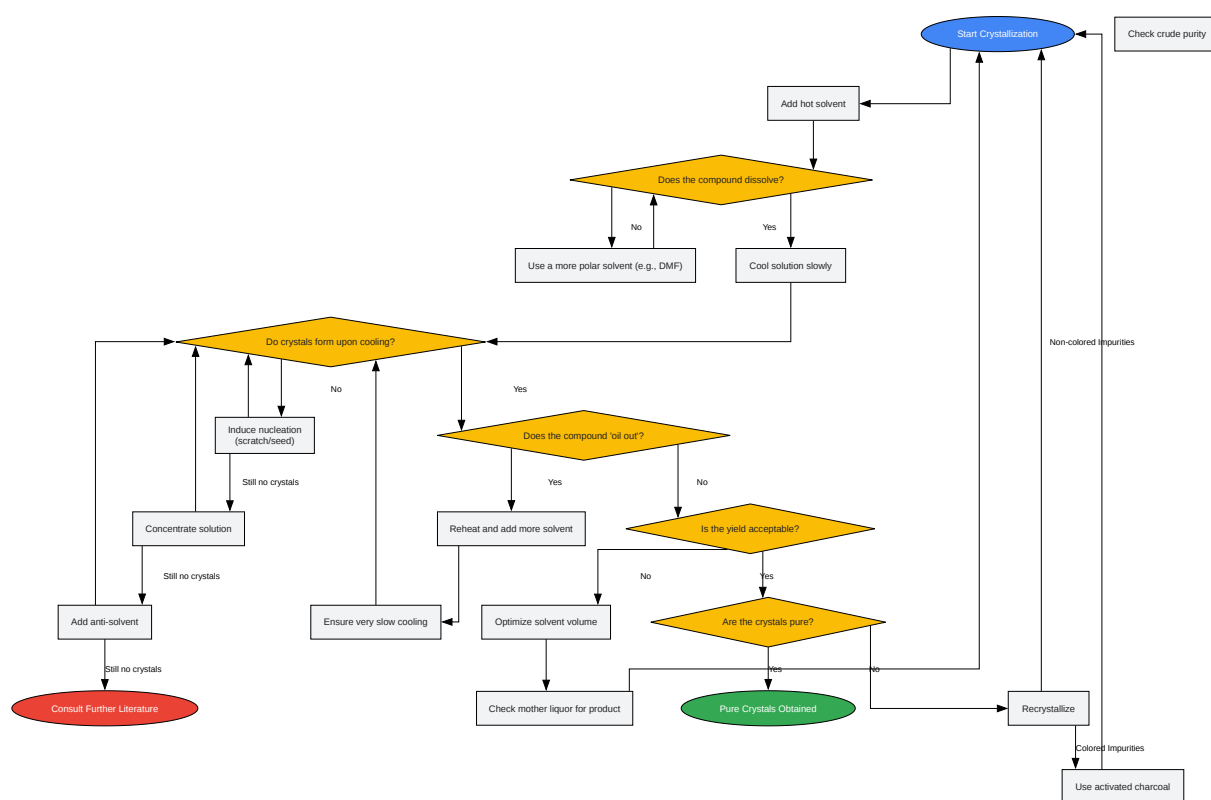 Start Crystallization
Check crude purity
Add hot solvent
Does the compound dissolve?
No
Yes
Use a more polar solvent (e.g., DMF)
Cool solution slowly
Do crystals form upon cooling?
Non-colored Impurities
No
Yes
Induce nucleation
(scratch/seed)
Does the compound 'oil out'?
Still no crystals
Yes
No
Concentrate solution
Reheat and add more solvent
Is the yield acceptable?
Still no crystals
No
Yes
Add anti-solvent
Ensure very slow cooling
Optimize solvent volume
Are the crystals pure?
Still no crystals
Yes
No
Consult Further Literature
Check mother liquor for product
Pure Crystals Obtained
Recrystallize
Colored Impurities
Use activated charcoal